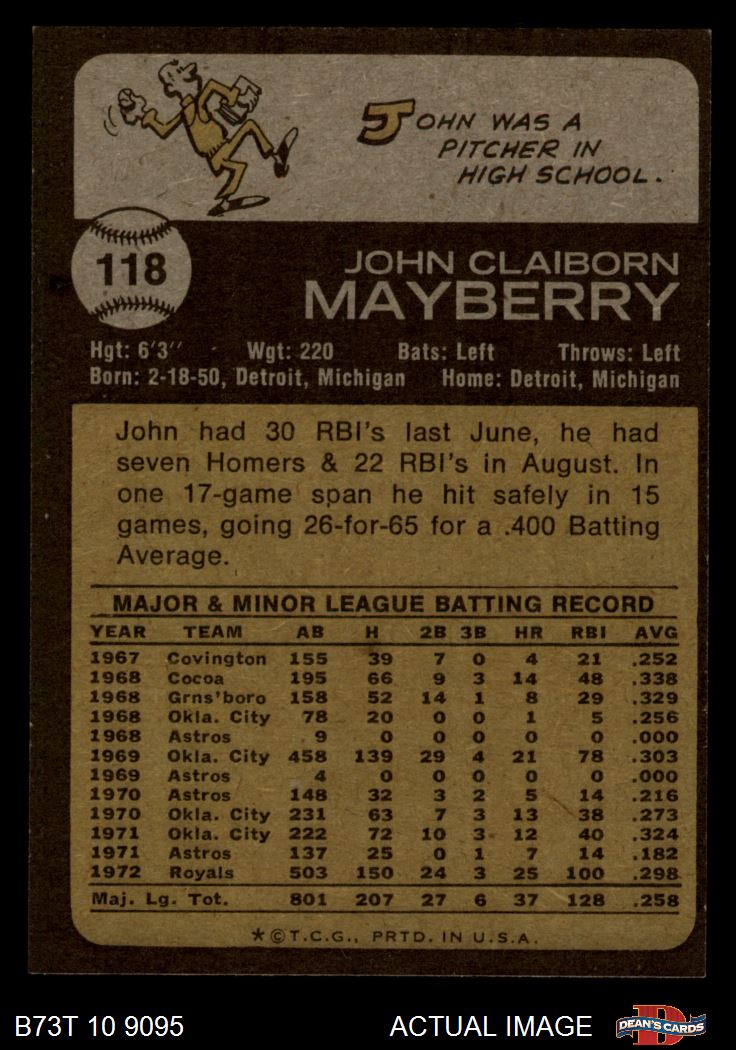 JOHN WAS A
PITCHER IN
HIGH SCHOOL.
118
JOHN CLAIBORN
MAYBERRY
Hgt: 6'3" Wgt: 220 Bats: Left Throws: Left
Born: 2-18-50, Detroit, Michigan Home: Detroit, Michigan
John had 30 RBI's last June, he had
seven Homers & 22 RBI's in August. In
one 17-game span he hit safely in 15
games, going 26-for-65 for a .400 Batting
Average.
MAJOR & MINOR LEAGUE BATTING RECORD
YEAR TEAM AB H 2B 3B HR RBI AVG
1967 Covington 155 39 7 0 4 21 .252
1968 Cocoa 195 66 9 3 14 48 .338
1968 Grns'boro 158 52 14 1 8 29 .329
1968 Okla. City 78 20 0 0 1 5 .256
1968 Astros 9 0 0 0 0 0 .000
1969 Okla. City 458 139 29 4 21 78 .303
1969 Astros 4 0 0 0 0 0 .000
1970 Astros 148 32 3 2 5 14 .216
1970 Okla. City 231 63 7 3 13 38 .273
1971 Okla. City 222 72 10 3 12 40 .324
1971 Astros 137 25 0 1 7 14 .182
1972 Royals 503 150 24 3 25 100 .298
Maj. Lg. Tot. 801 207 27 6 37 128 .258
*©T.C.G., PRTD. IN U.S.A.
B73T 10 9095 ACTUAL IMAGE D DEAN'S CARDS